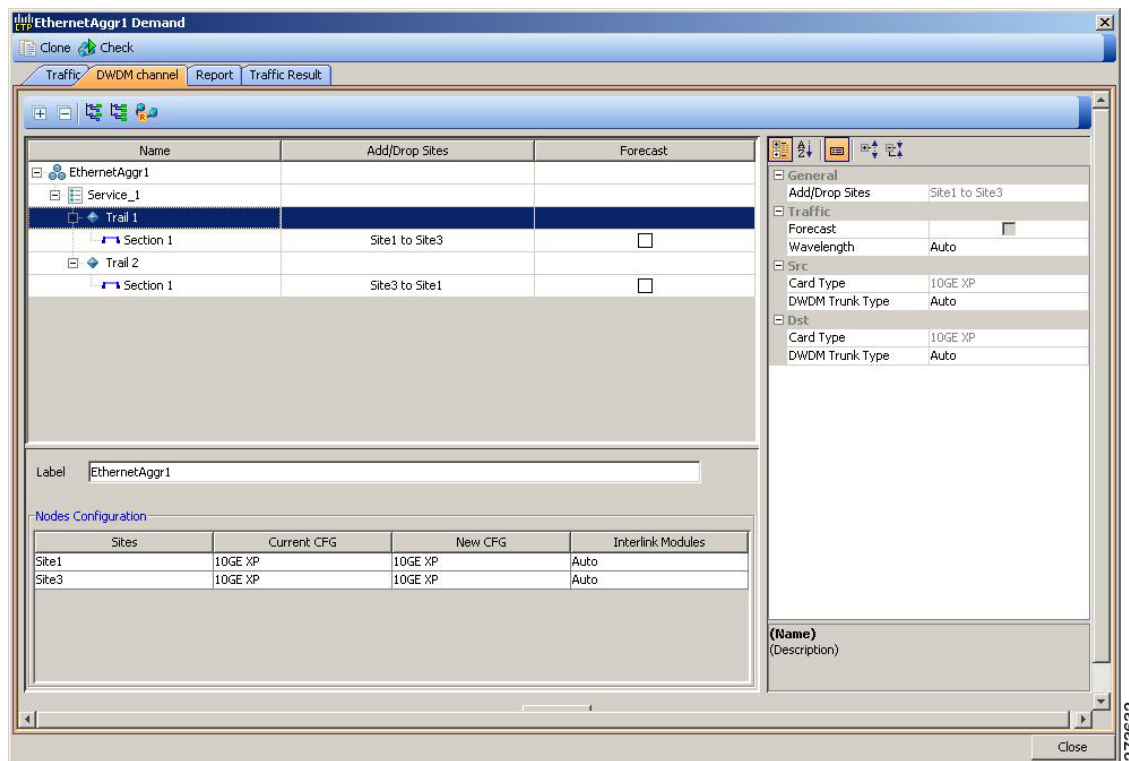 CTP EthernetAggr1 Demand
Clone Check
Traffic DWDM channel Report Traffic Result
Name Add/Drop Sites Forecast
EthernetAggr1
Service_1
Trail 1
Section 1 Site1 to Site3
Trail 2
Section 1 Site3 to Site1
General
Add/Drop Sites Site1 to Site3
Traffic
Forecast
Wavelength Auto
Src
Card Type 10GE XP
DWDM Trunk Type Auto
Dst
Card Type 10GE XP
DWDM Trunk Type Auto
Label EthernetAggr1
Nodes Configuration
Sites Current CFG New CFG Interlink Modules
Site1 10GE XP 10GE XP Auto
Site3 10GE XP 10GE XP Auto
(Name)
(Description)
Close